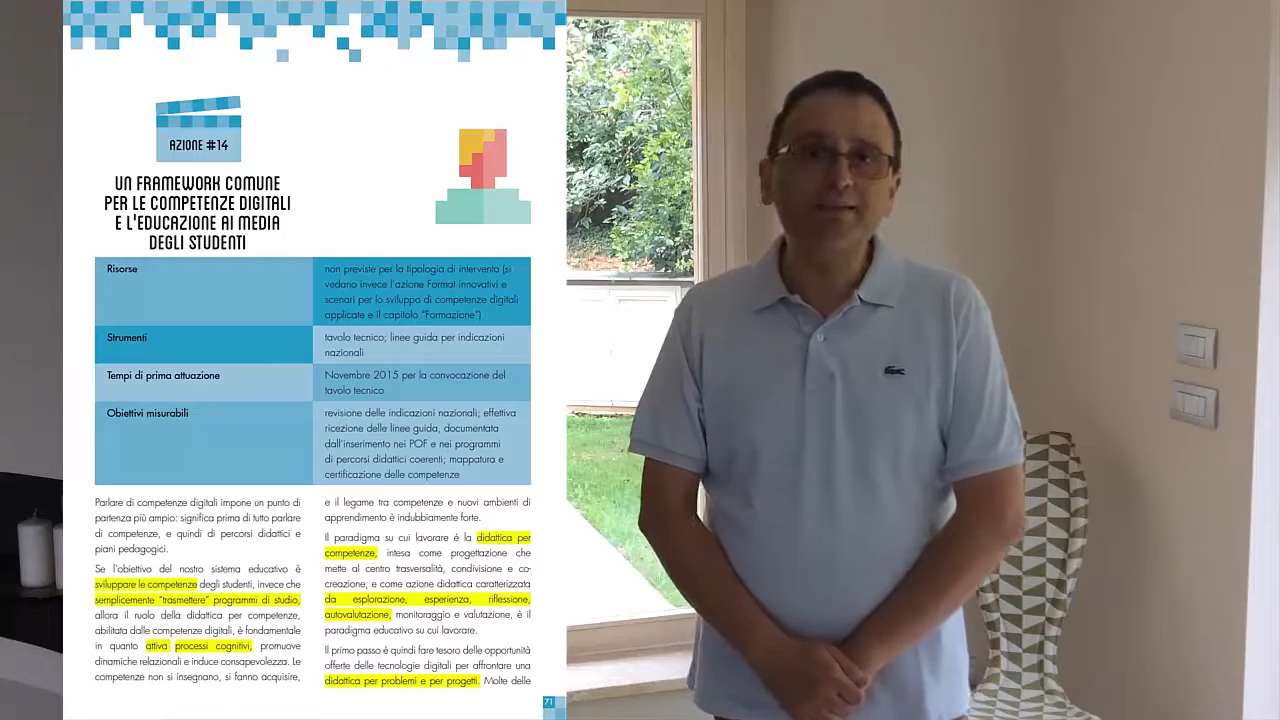 AZIONE #14
UN FRAMEWORK COMUNE
PER LE COMPETENZE DIGITALI
E L'EDUCAZIONE AI MEDIA
DEGLI STUDENTI
Risorse
non previste per la tipologia di intervento (si
vedano invece l'azione Format innovativi e
scenari per lo sviluppo di competenze digitali
applicate e il capitolo "Formazione")
Strumenti
tavolo tecnico; linee guida per indicazioni
nazionali
Tempi di prima attuazione
Novembre 2015 per la convocazione del
tavolo tecnico
Obiettivi misurabili
revisione delle indicazioni nazionali; effettiva
ricezione delle linee guida, documentata
dall'inserimento nei POF e nei programmi
di percorsi didattici coerenti; mappatura e
certificazione delle competenze
Parlare di competenze digitali impone un punto di
partenza più ampio: significa prima di tutto parlare
di competenze, e quindi di percorsi didattici e
piani pedagogici.
Se l'obiettivo del nostro sistema educativo è
sviluppare le competenze degli studenti, invece che
semplicemente "trasmettere" programmi di studio,
allora il ruolo della didattica per competenze,
abilitata dalle competenze digitali, è fondamentale
in quanto attiva processi cognitivi, promuove
dinamiche relazionali e induce consapevolezza. Le
competenze non si insegnano, si fanno acquisire,
e il legame tra competenze e nuovi ambienti di
apprendimento è indubbiamente forte.
Il paradigma su cui lavorare è la didattica per
competenze, intesa come progettazione che
mette al centro trasversalità, condivisione e co-
creazione, e come azione didattica caratterizzata
da esplorazione, esperienza, riflessione,
autovalutazione, monitoraggio e valutazione, è il
paradigma educativo su cui lavorare.
Il primo passo è quindi fare tesoro delle opportunità
offerte delle tecnologie digitali per affrontare una
didattica per problemi e per progetti. Molte delle
71